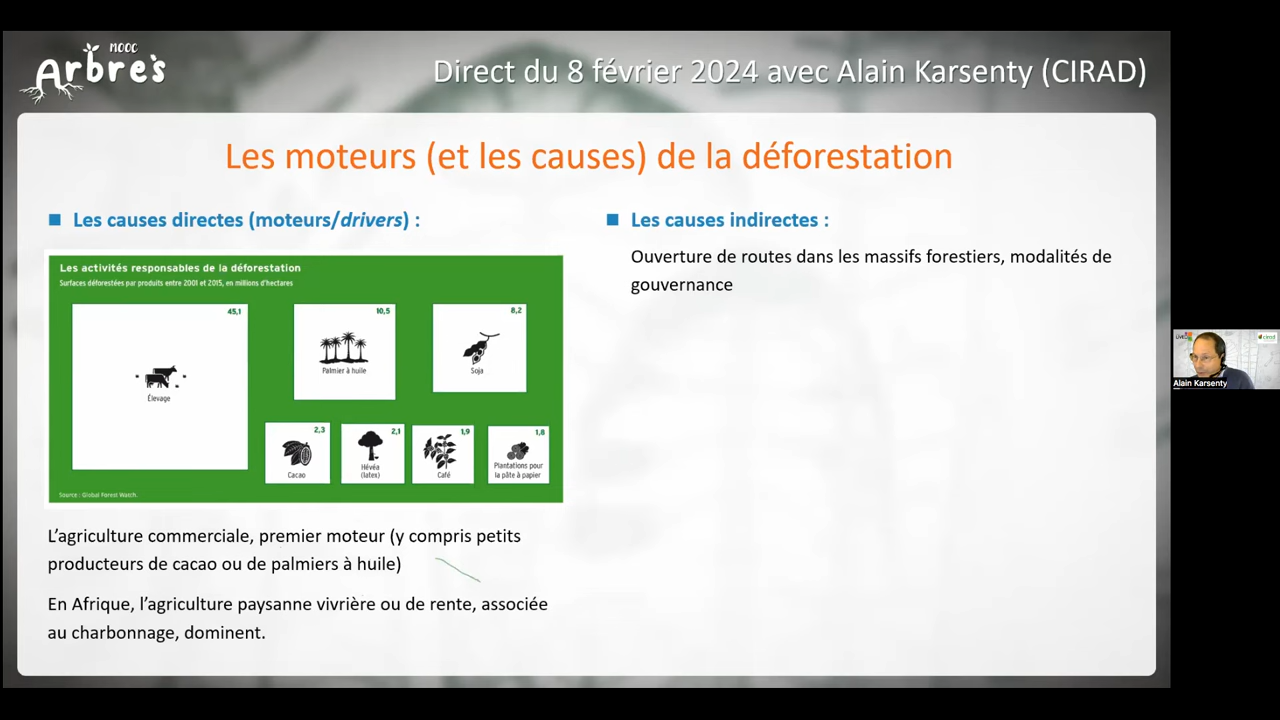 MOOC
Arbre's
Direct du 8 février 2024 avec Alain Karsenty (CIRAD)
Les moteurs (et les causes) de la déforestation
Les causes directes (moteurs/drivers) :
Les activités responsables de la déforestation
Surfaces déforestées par produits entre 2001 et 2015, en millions d'hectares
45,1
Élevage
10,5
Palmier à huile
8,2
Soja
2,3
Cacao
2,1
Hévéa
(latex)
1,9
Café
1,8
Plantations pour
la pâte à papier
Source : Global Forest Watch.
L'agriculture commerciale, premier moteur (y compris petits
producteurs de cacao ou de palmiers à huile)
En Afrique, l'agriculture paysanne vivrière ou de rente, associée
au charbonnage, dominent.
Les causes indirectes :
Ouverture de routes dans les massifs forestiers, modalités de
gouvernance
cirad
Alain Karsenty